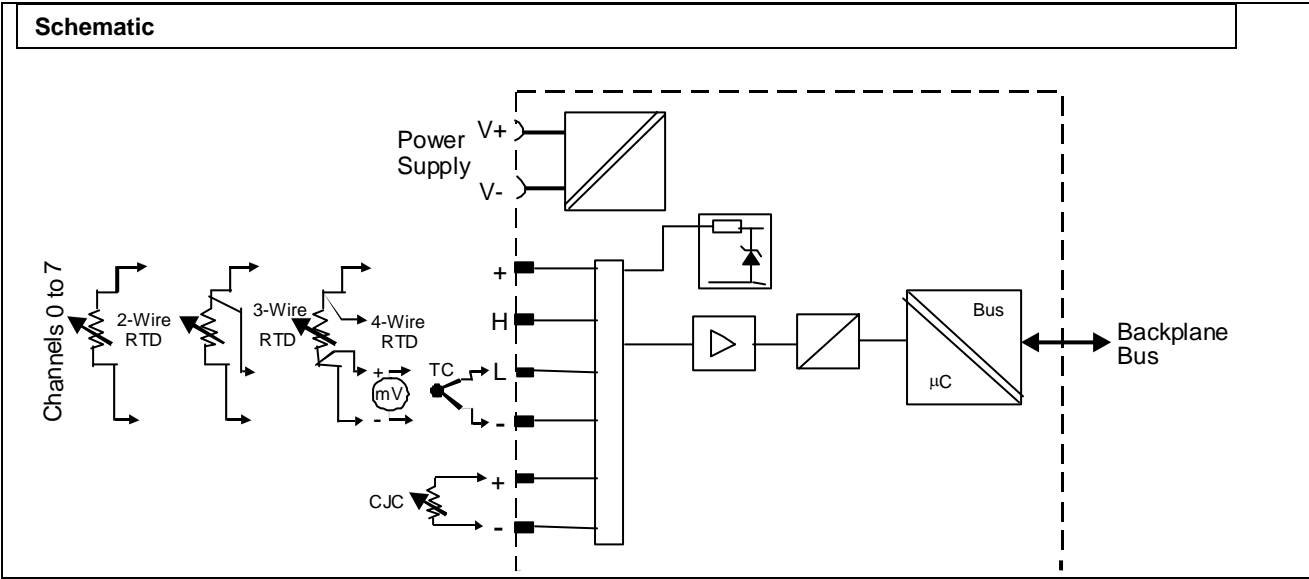 Schematic
Power
Supply
V+
V-
Channels 0 to 7
2-Wire
RTD
3-Wire
RTD
4-Wire
RTD
+
mV
-
TC
+
H
L
-
CJC
+
-
Bus
µC
Backplane
Bus